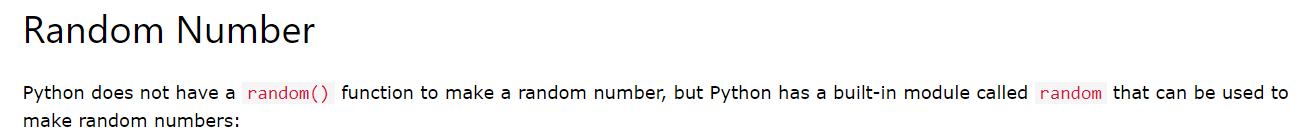 Random Number
Python does not have a random() function to make a random number, but Python has a built-in module called random that can be used to
make random numbers: